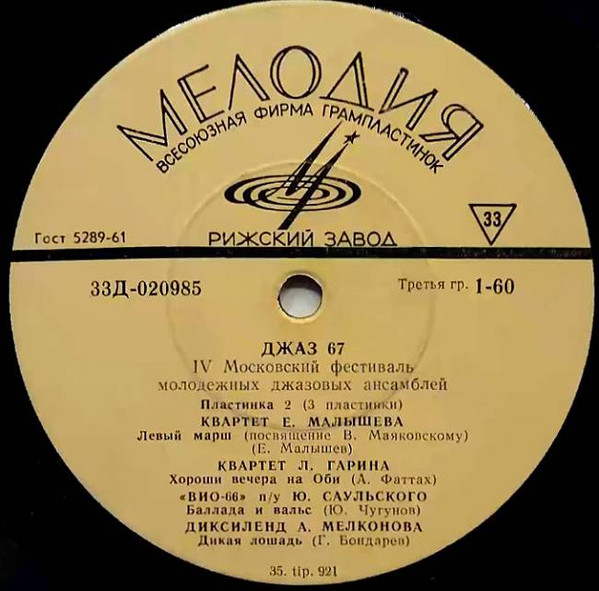 МЕЛОДИЯ
ВСЕСОЮЗНАЯ ФИРМА ГРАМПЛАСТИНОК
Гост 5289-61
РИЖСКИЙ ЗАВОД
33
33Д-020985
Третья гр. 1-60
ДЖАЗ 67
IV Московский фестиваль
молодежных джазовых ансамблей
Пластинка 2 (3 пластинки)
КВАРТЕТ Е. МАЛЫШЕВА
Левый марш (посвящение В. Маяковскому)
(Е. Малышев)
КВАРТЕТ Л. ГАРИНА
Хороши вечера на Оби (А. Фаттах)
«ВИО-66» п/у Ю. САУЛЬСКОГО
Баллада и вальс (Ю. Чугунов)
ДИКСИЛЕНД А. МЕЛКОНОВА
Дикая лошадь (Г. Бондарев)
35. tip. 921